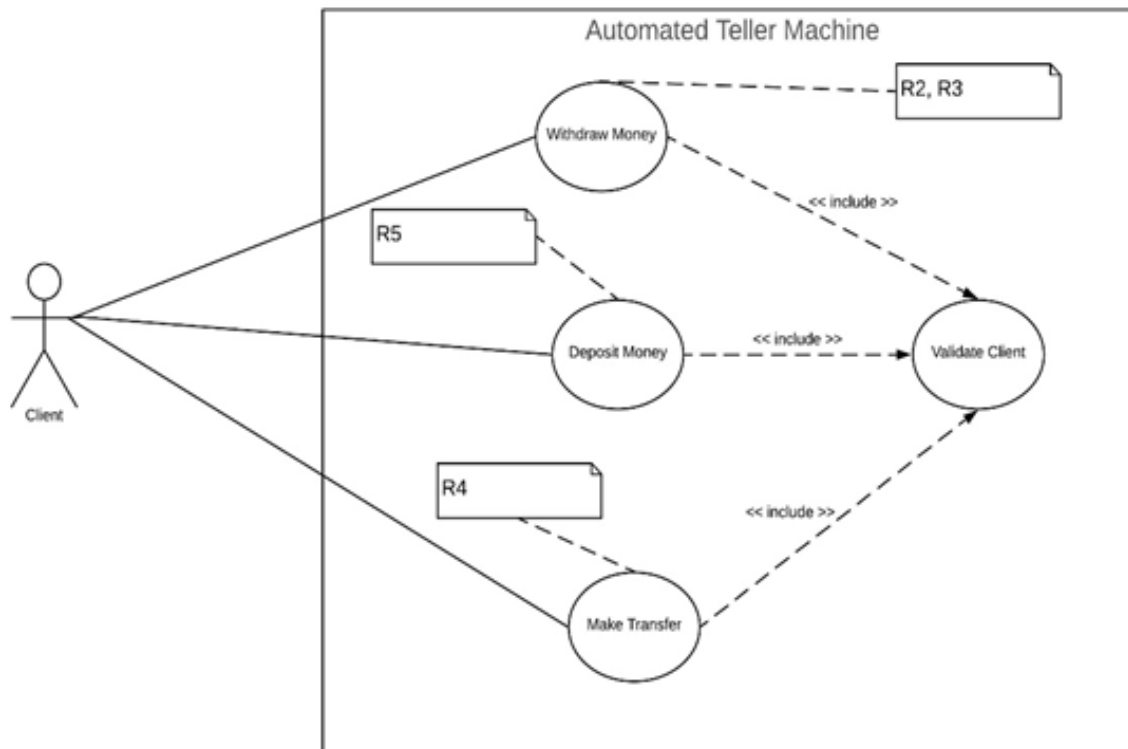 Automated Teller Machine
R2, R3
Withdraw Money
<< include >>
R5
Client
Deposit Money
<< include >>
Validate Client
R4
<< include >>
Make Transfer